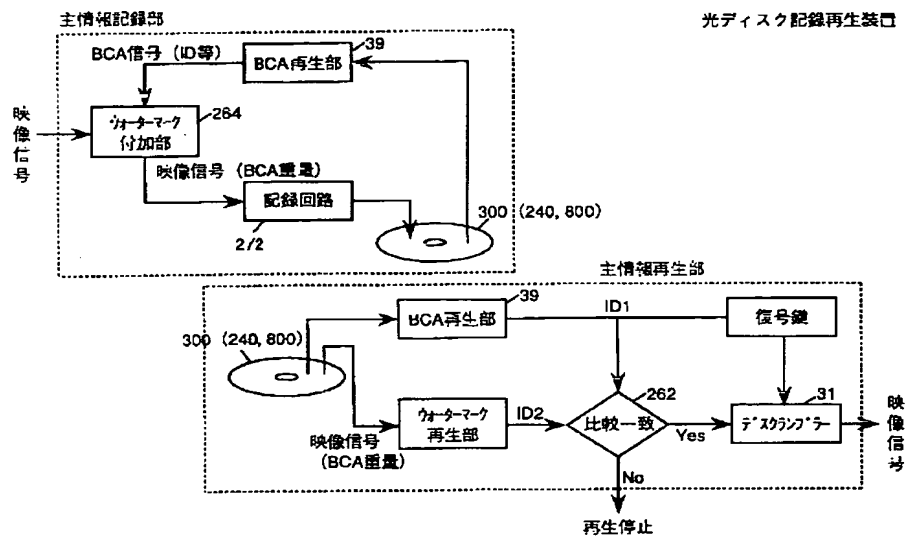 主情報記録部
光ディスク記録再生装置
BCA信号（ID等）
39
BCA再生部
映像信号
ウォーターマーク
付加部
264
映像信号（BCA重量）
記録回路
2/2
300（240, 800）
主情報再生部
39
BCA再生部
ID1
復号鍵
300（240, 800）
262
31
ウォーターマーク
再生部
ID2
比較一致
Yes
デスクランブラー
映像信号
映像信号
（BCA重量）
No
再生停止